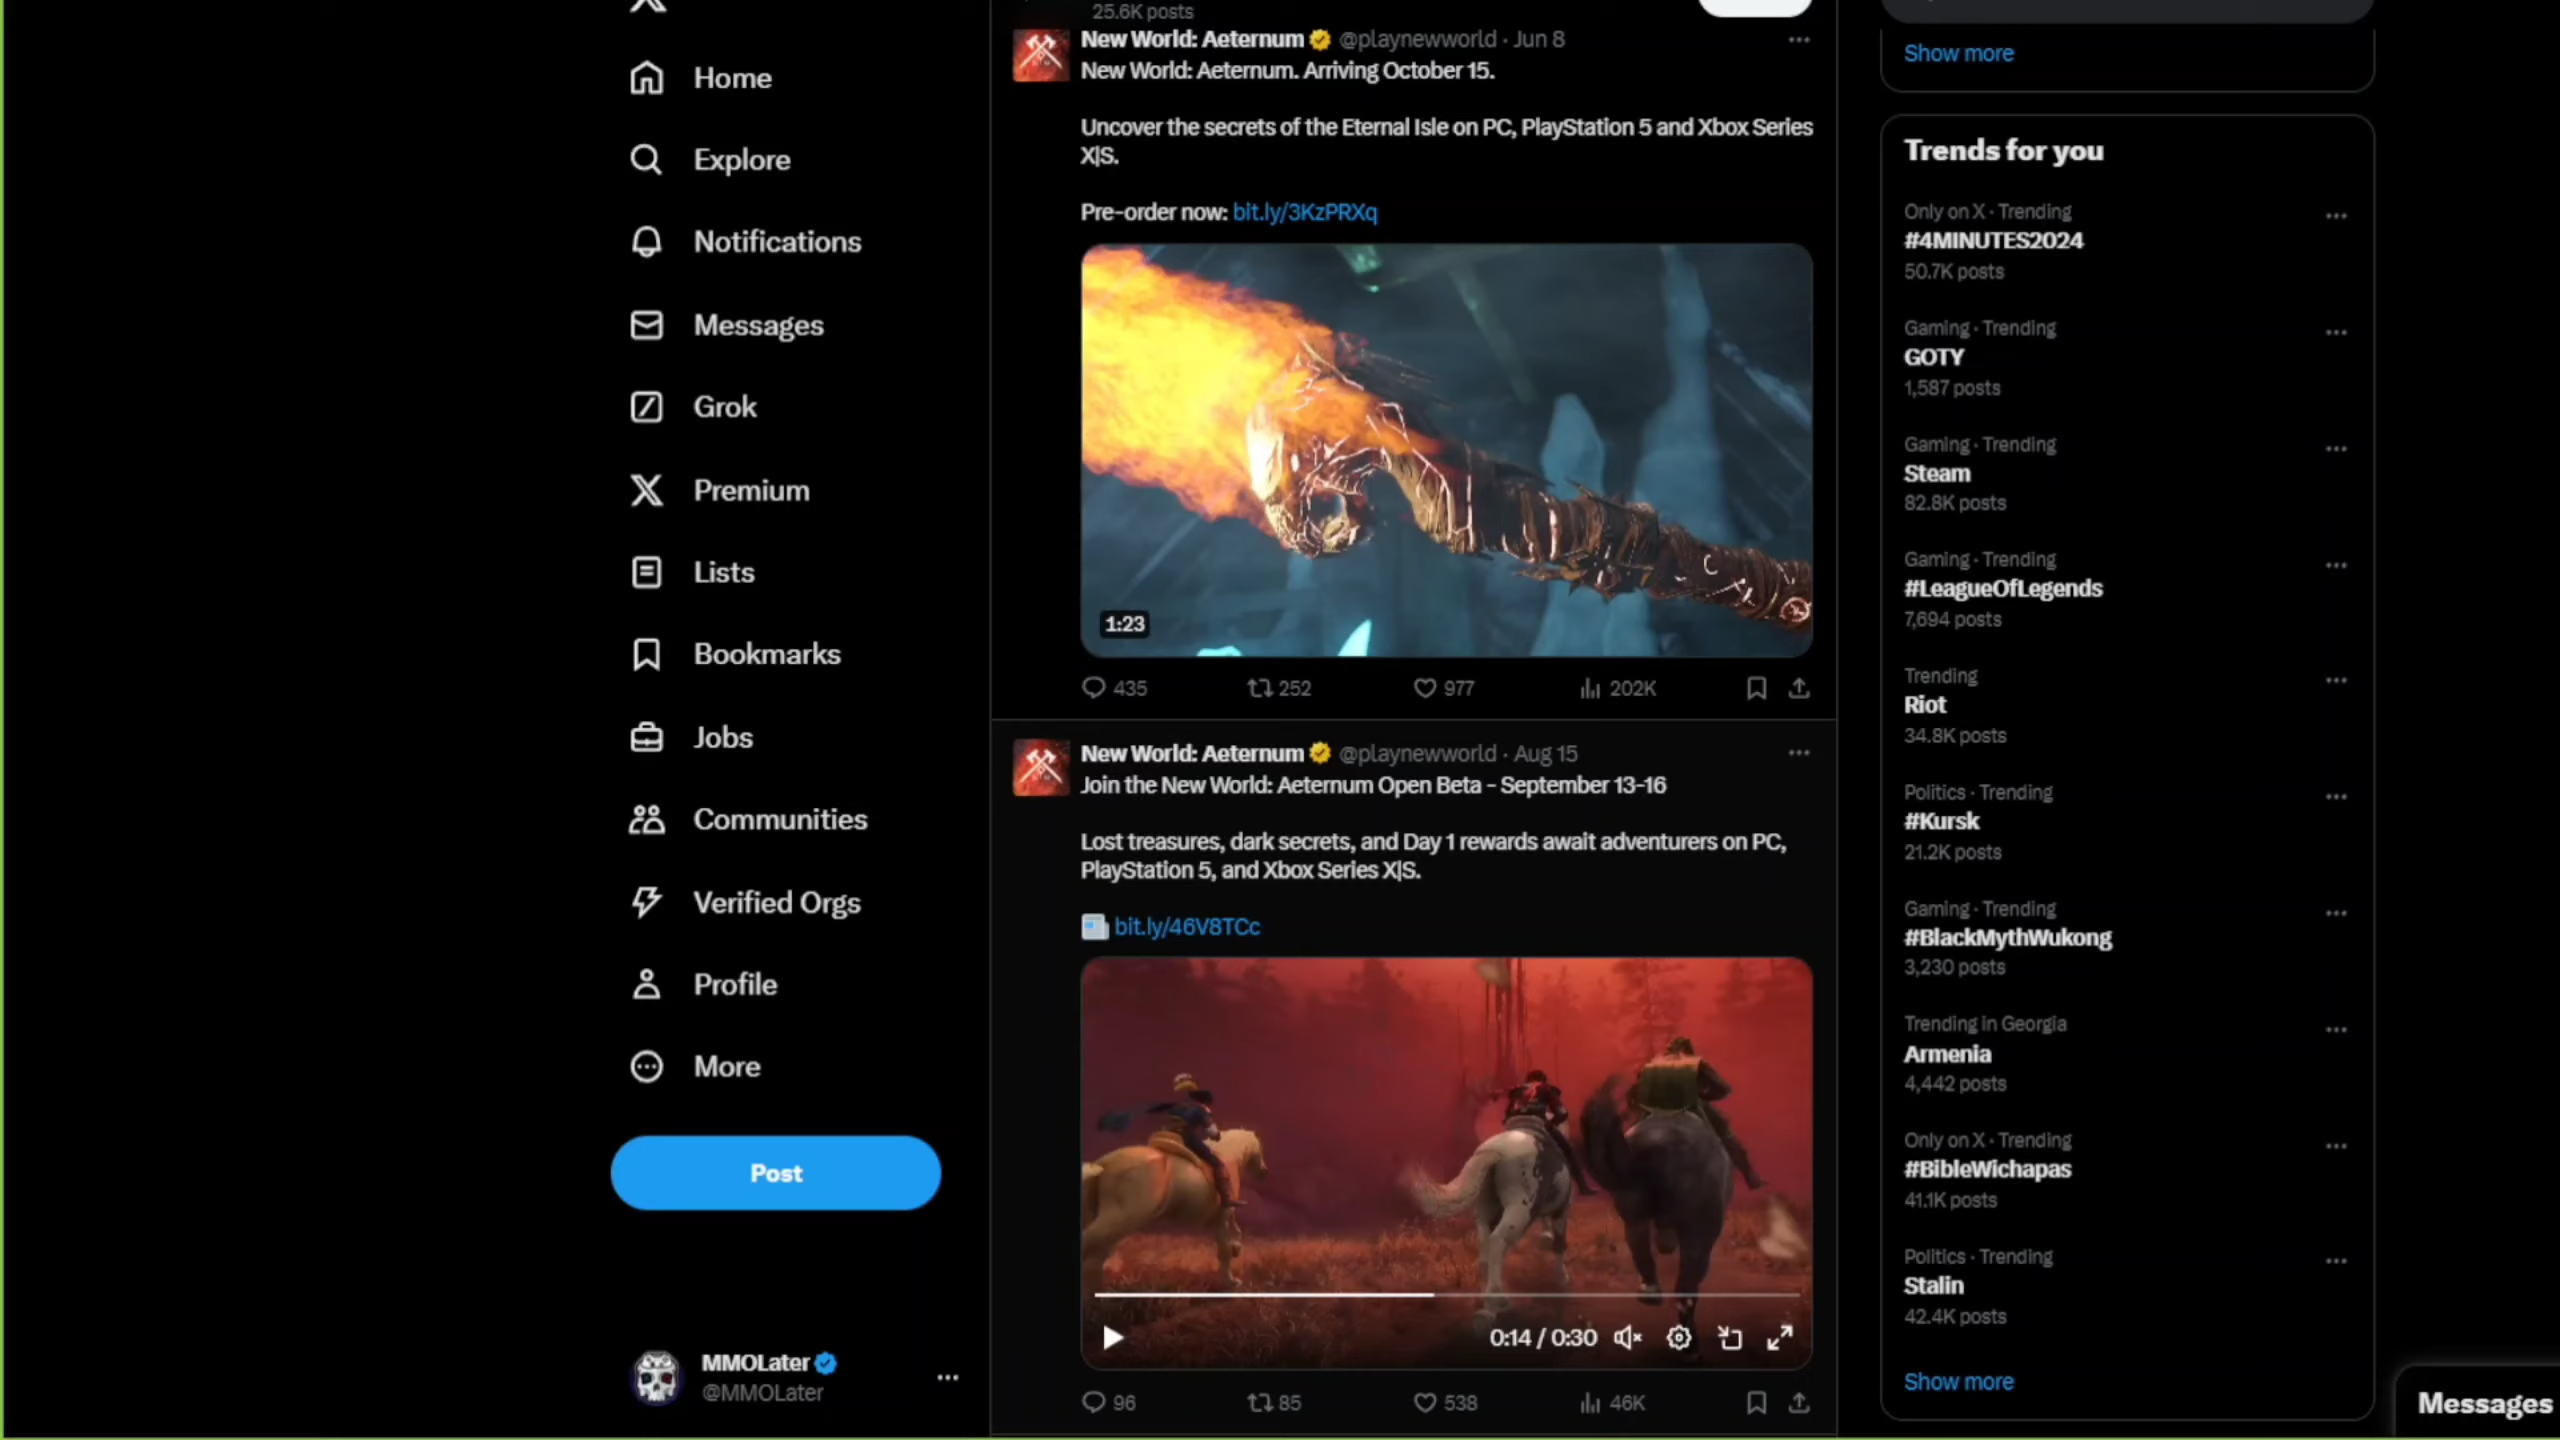 Home
Explore
Notifications
Messages
Grok
Premium
Lists
Bookmarks
Jobs
Communities
Verified Orgs
Profile
More
Post
MMOLater
@MMOLater
25.6K posts
New World: Aeternum @playnewworld · Jun 8
New World: Aeternum. Arriving October 15.
Uncover the secrets of the Eternal Isle on PC, PlayStation 5 and Xbox Series
X|S.
Pre-order now: bit.ly/3KzPRXq
1:23
435 252 977 202K
New World: Aeternum @playnewworld · Aug 15
Join the New World: Aeternum Open Beta - September 13-16
Lost treasures, dark secrets, and Day 1 rewards await adventurers on PC,
PlayStation 5, and Xbox Series X|S.
bit.ly/46V8TCc
0:14 / 0:30
96 85 538 46K
Show more
Trends for you
Only on X · Trending
#4MINUTES2024
50.7K posts
Gaming · Trending
GOTY
1,587 posts
Gaming · Trending
Steam
82.8K posts
Gaming · Trending
#LeagueOfLegends
7,694 posts
Trending
Riot
34.8K posts
Politics · Trending
#Kursk
21.2K posts
Gaming · Trending
#BlackMythWukong
3,230 posts
Trending in Georgia
Armenia
4,442 posts
Only on X · Trending
#BibleWichapas
41.1K posts
Politics · Trending
Stalin
42.4K posts
Show more
Messages